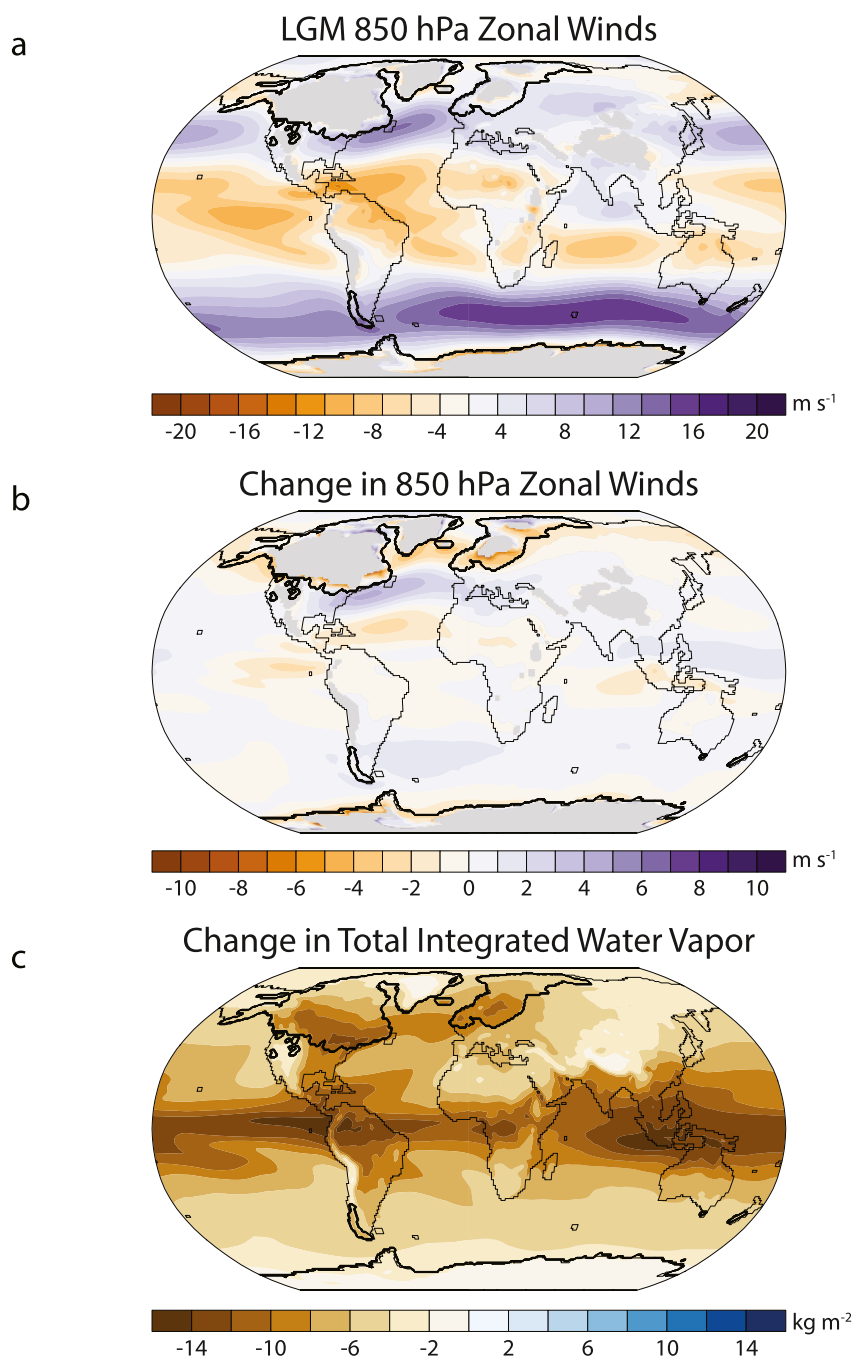 a
LGM 850 hPa Zonal Winds
-20 -16 -12 -8 -4 4 8 12 16 20 m s-1
b
Change in 850 hPa Zonal Winds
-10 -8 -6 -4 -2 0 2 4 6 8 10 m s-1
c
Change in Total Integrated Water Vapor
-14 -10 -6 -2 2 6 10 14 kg m-2